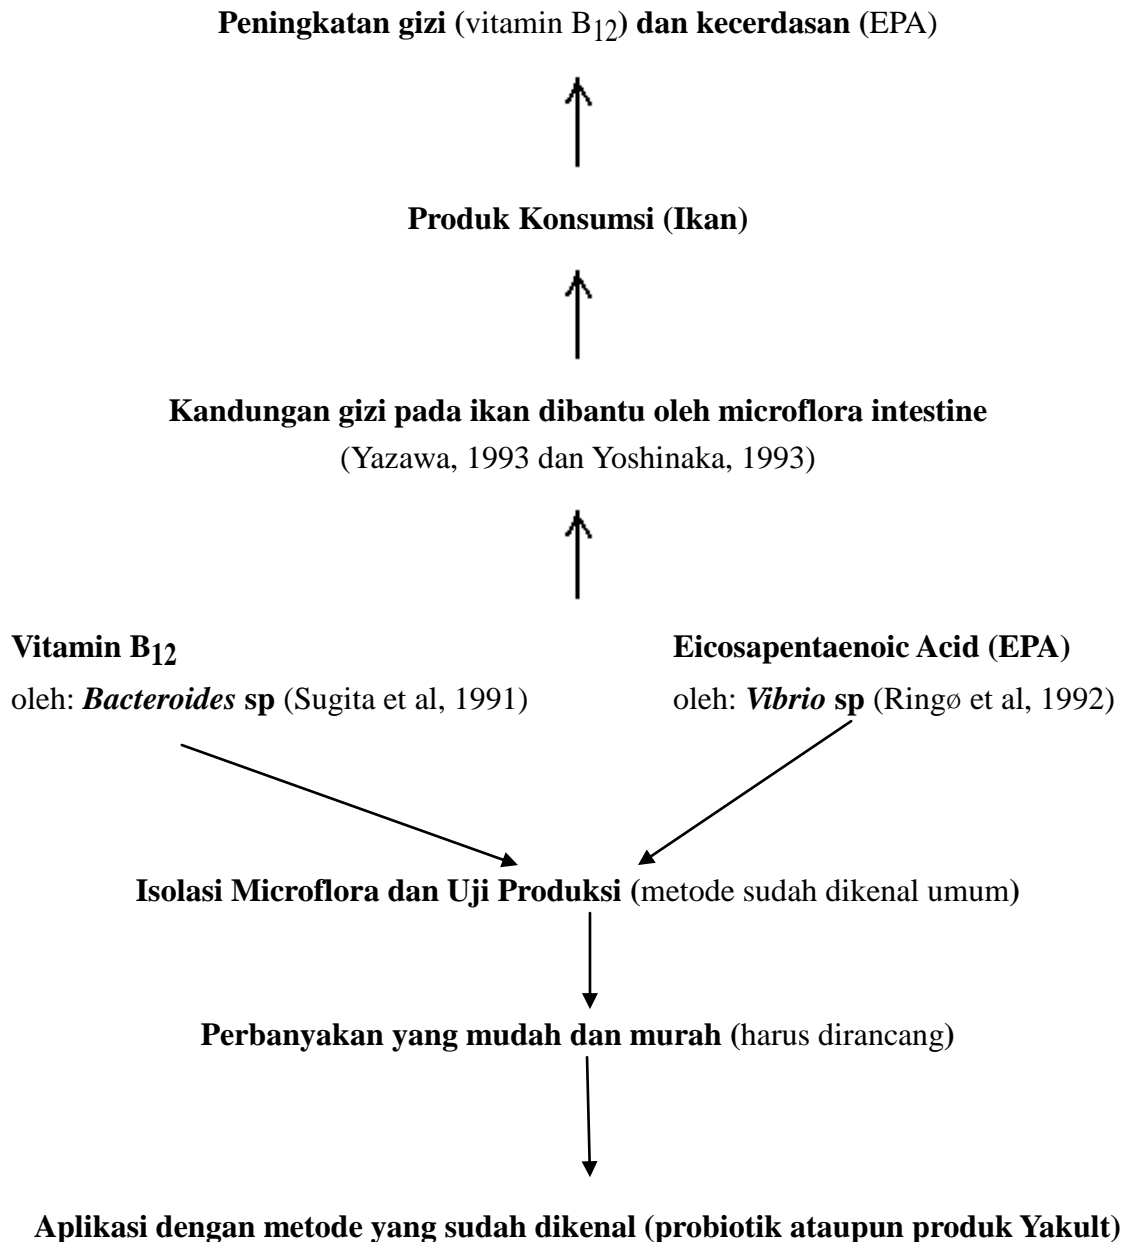 Peningkatan gizi (vitamin B12) dan kecerdasan (EPA)
Produk Konsumsi (Ikan)
Kandungan gizi pada ikan dibantu oleh microflora intestine
(Yazawa, 1993 dan Yoshinaka, 1993)
Vitamin B12
oleh: Bacteroides sp (Sugita et al, 1991)
Eicosapentaenoic Acid (EPA)
oleh: Vibrio sp (Ringø et al, 1992)
Isolasi Microflora dan Uji Produksi (metode sudah dikenal umum)
Perbanyakan yang mudah dan murah (harus dirancang)
Aplikasi dengan metode yang sudah dikenal (probiotik ataupun produk Yakult)